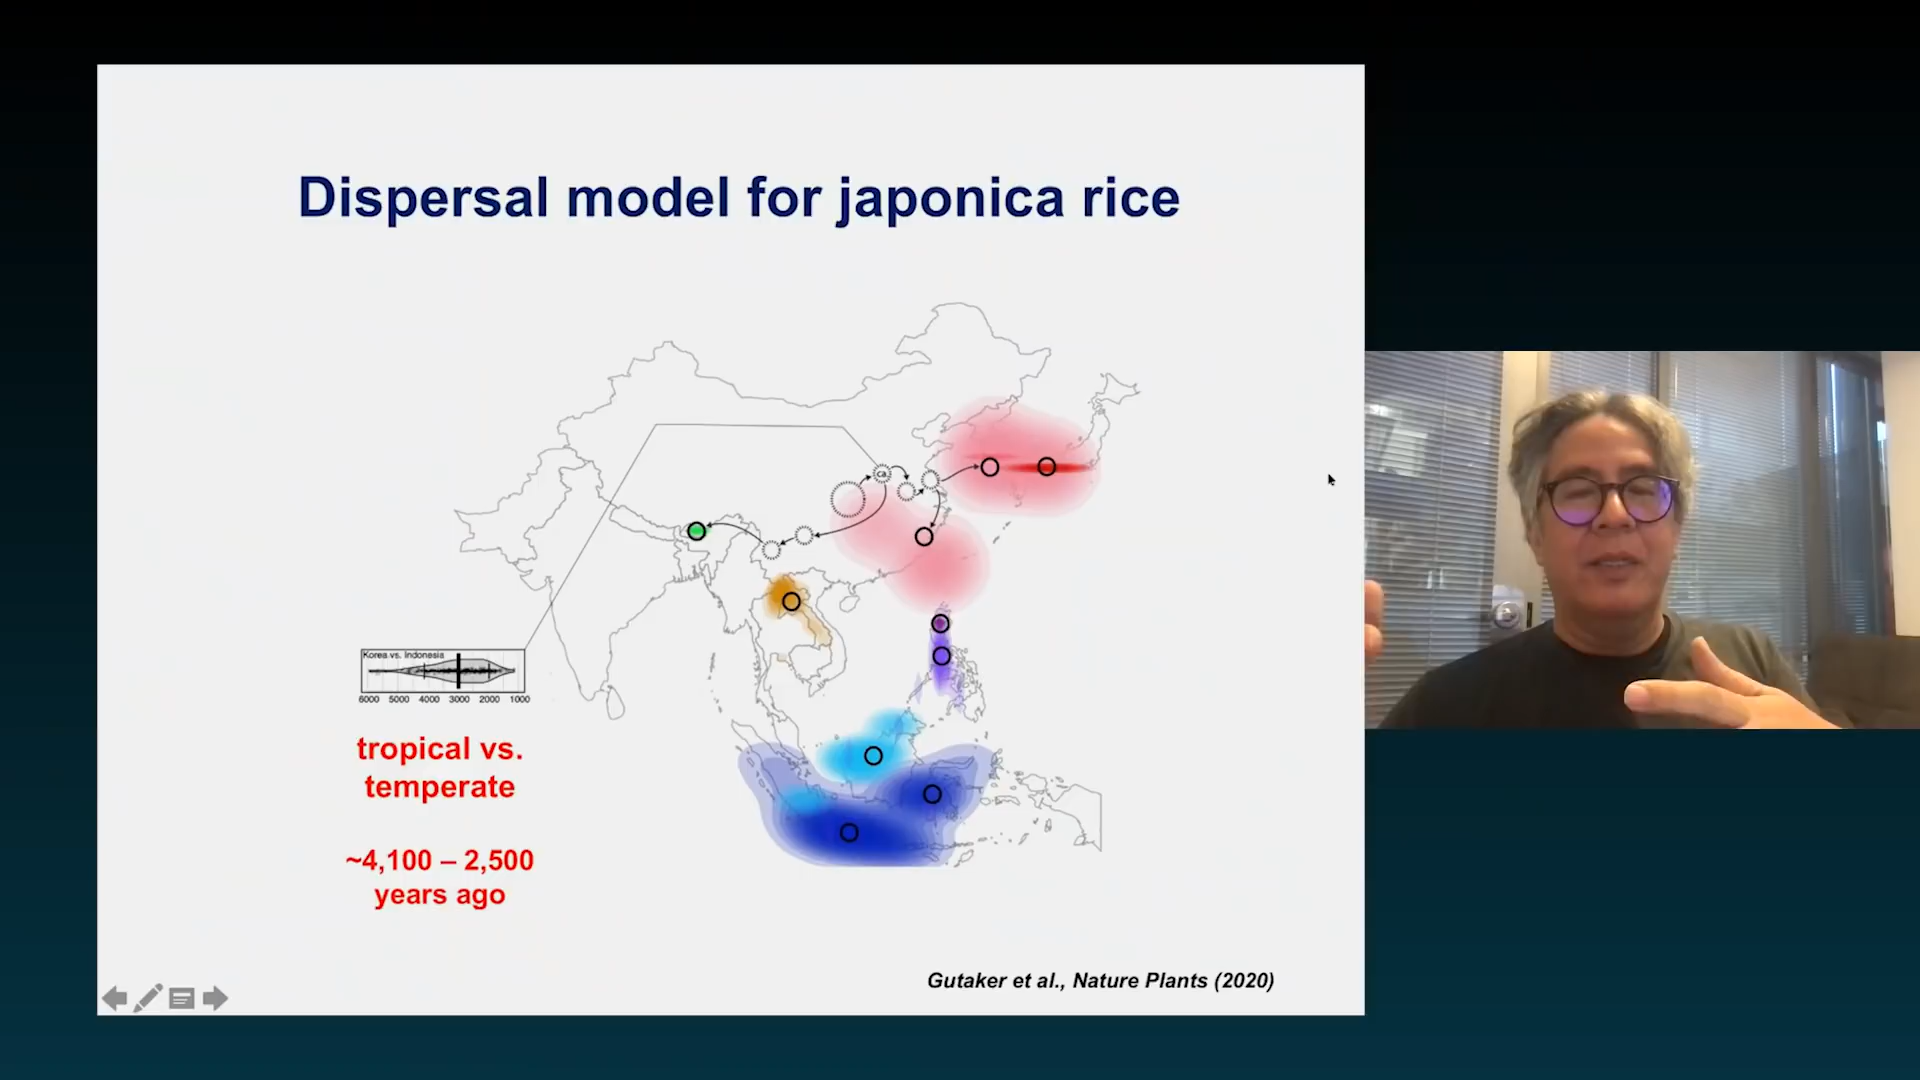 Dispersal model for japonica rice
ca
Korea vs. Indonesia
6000 5000 4000 3000 2000 1000
tropical vs.
temperate
~4,100 – 2,500
years ago
Gutaker et al., Nature Plants (2020)